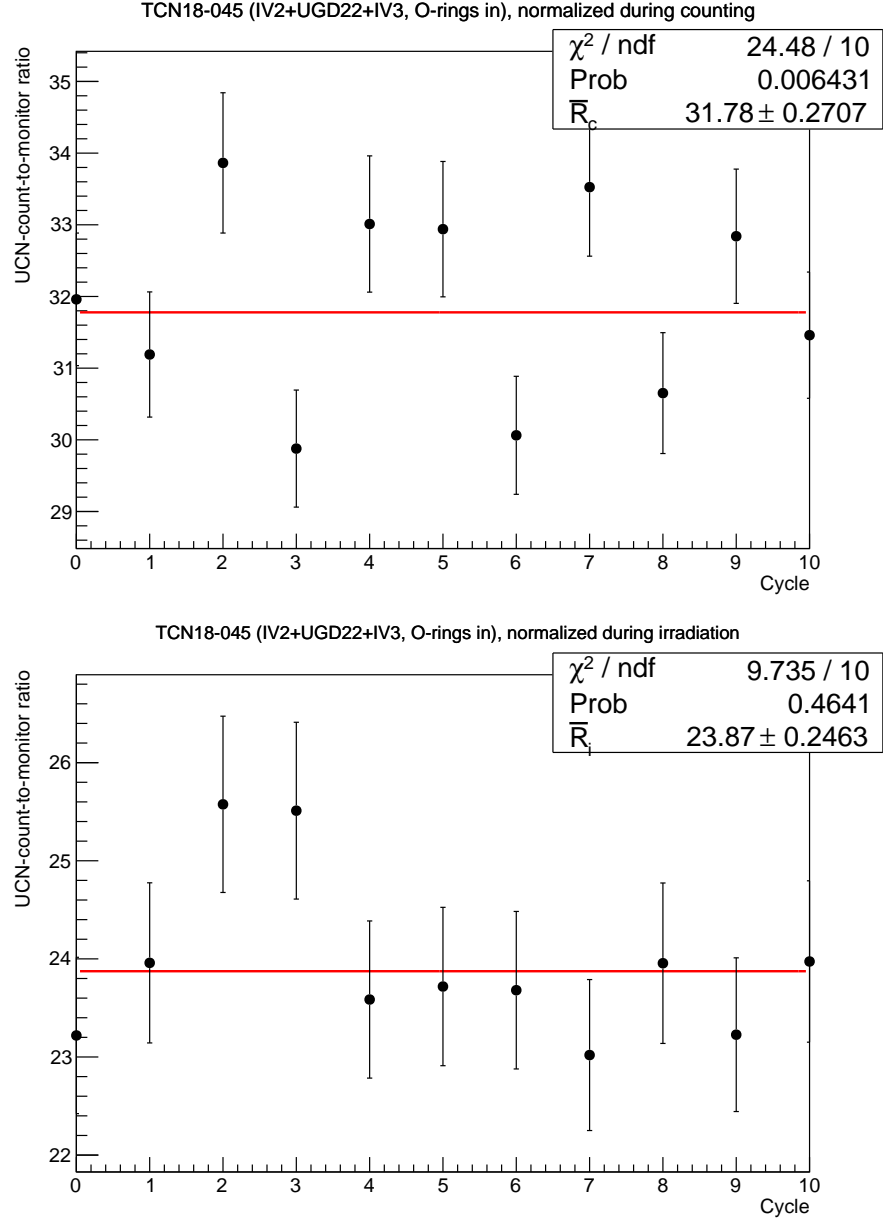 TCN18-045 (IV2+UGD22+IV3, O-rings in), normalized during counting
χ² / ndf 24.48 / 10
Prob 0.006431
R̅c 31.78 ± 0.2707
UCN-count-to-monitor ratio
35
34
33
32
31
30
29
0 1 2 3 4 5 6 7 8 9 10
Cycle
TCN18-045 (IV2+UGD22+IV3, O-rings in), normalized during irradiation
χ² / ndf 9.735 / 10
Prob 0.4641
R̅i 23.87 ± 0.2463
UCN-count-to-monitor ratio
26
25
24
23
22
0 1 2 3 4 5 6 7 8 9 10
Cycle